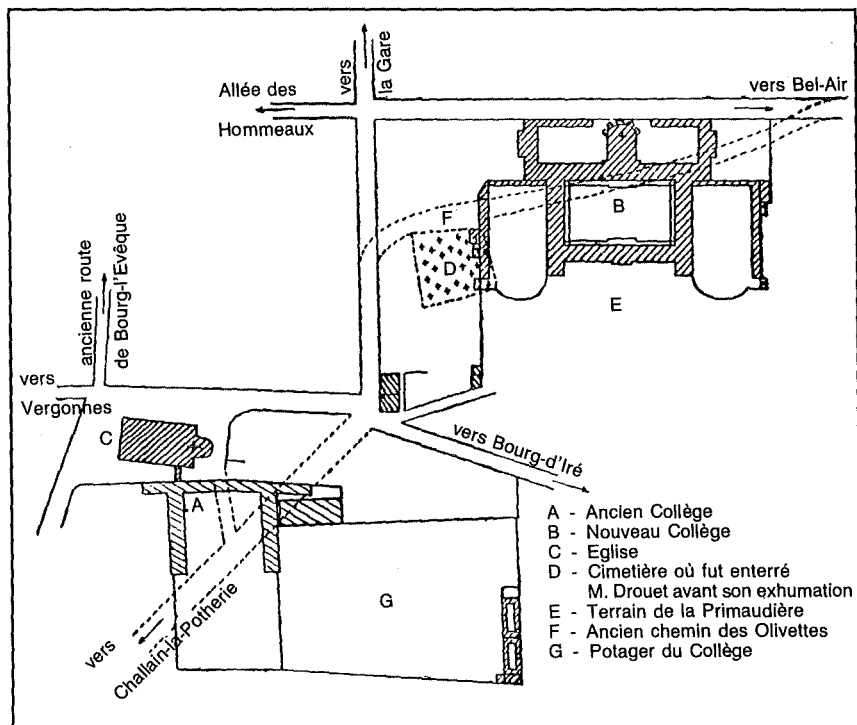 vers
la Gare
Allée des
Hommeaux
vers Bel-Air
F
B
D
E
ancienne route
de Bourg-l'Evêque
vers
Vergonnes
C
vers Bourg-d'Iré
A
G
vers
Challain-la-Potherie
A - Ancien Collège
B - Nouveau Collège
C - Eglise
D - Cimetière où fut enterré
M. Drouet avant son exhumation
E - Terrain de la Primaudière
F - Ancien chemin des Olivettes
G - Potager du Collège